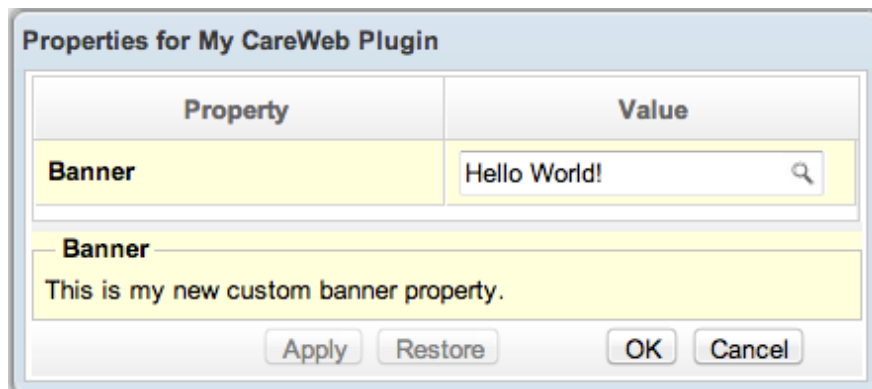 Properties for My CareWeb Plugin
Property Value
Banner Hello World!
Banner
This is my new custom banner property.
Apply Restore OK Cancel